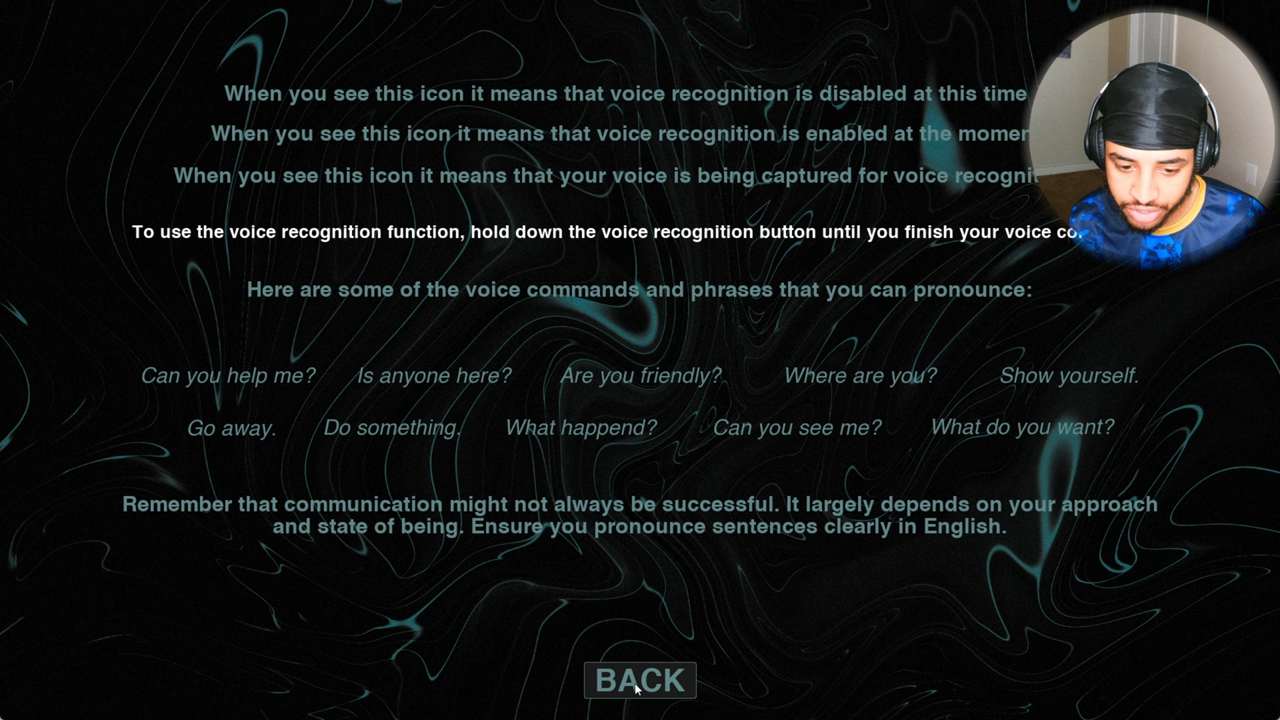 When you see this icon it means that voice recognition is disabled at this time
When you see this icon it means that voice recognition is enabled at the
When you see this icon it means that your voice is being captured for voice
To use the voice recognition function, hold down the voice recognition button until you finish your voice
Here are some of the voice commands and phrases that you can pronounce:
Can you help me? Is anyone here? Are you friendly? Where are you? Show yourself.
Go away. Do something. What happend? Can you see me? What do you want?
Remember that communication might not always be successful. It largely depends on your approach
and state of being. Ensure you pronounce sentences clearly in English.
BACK